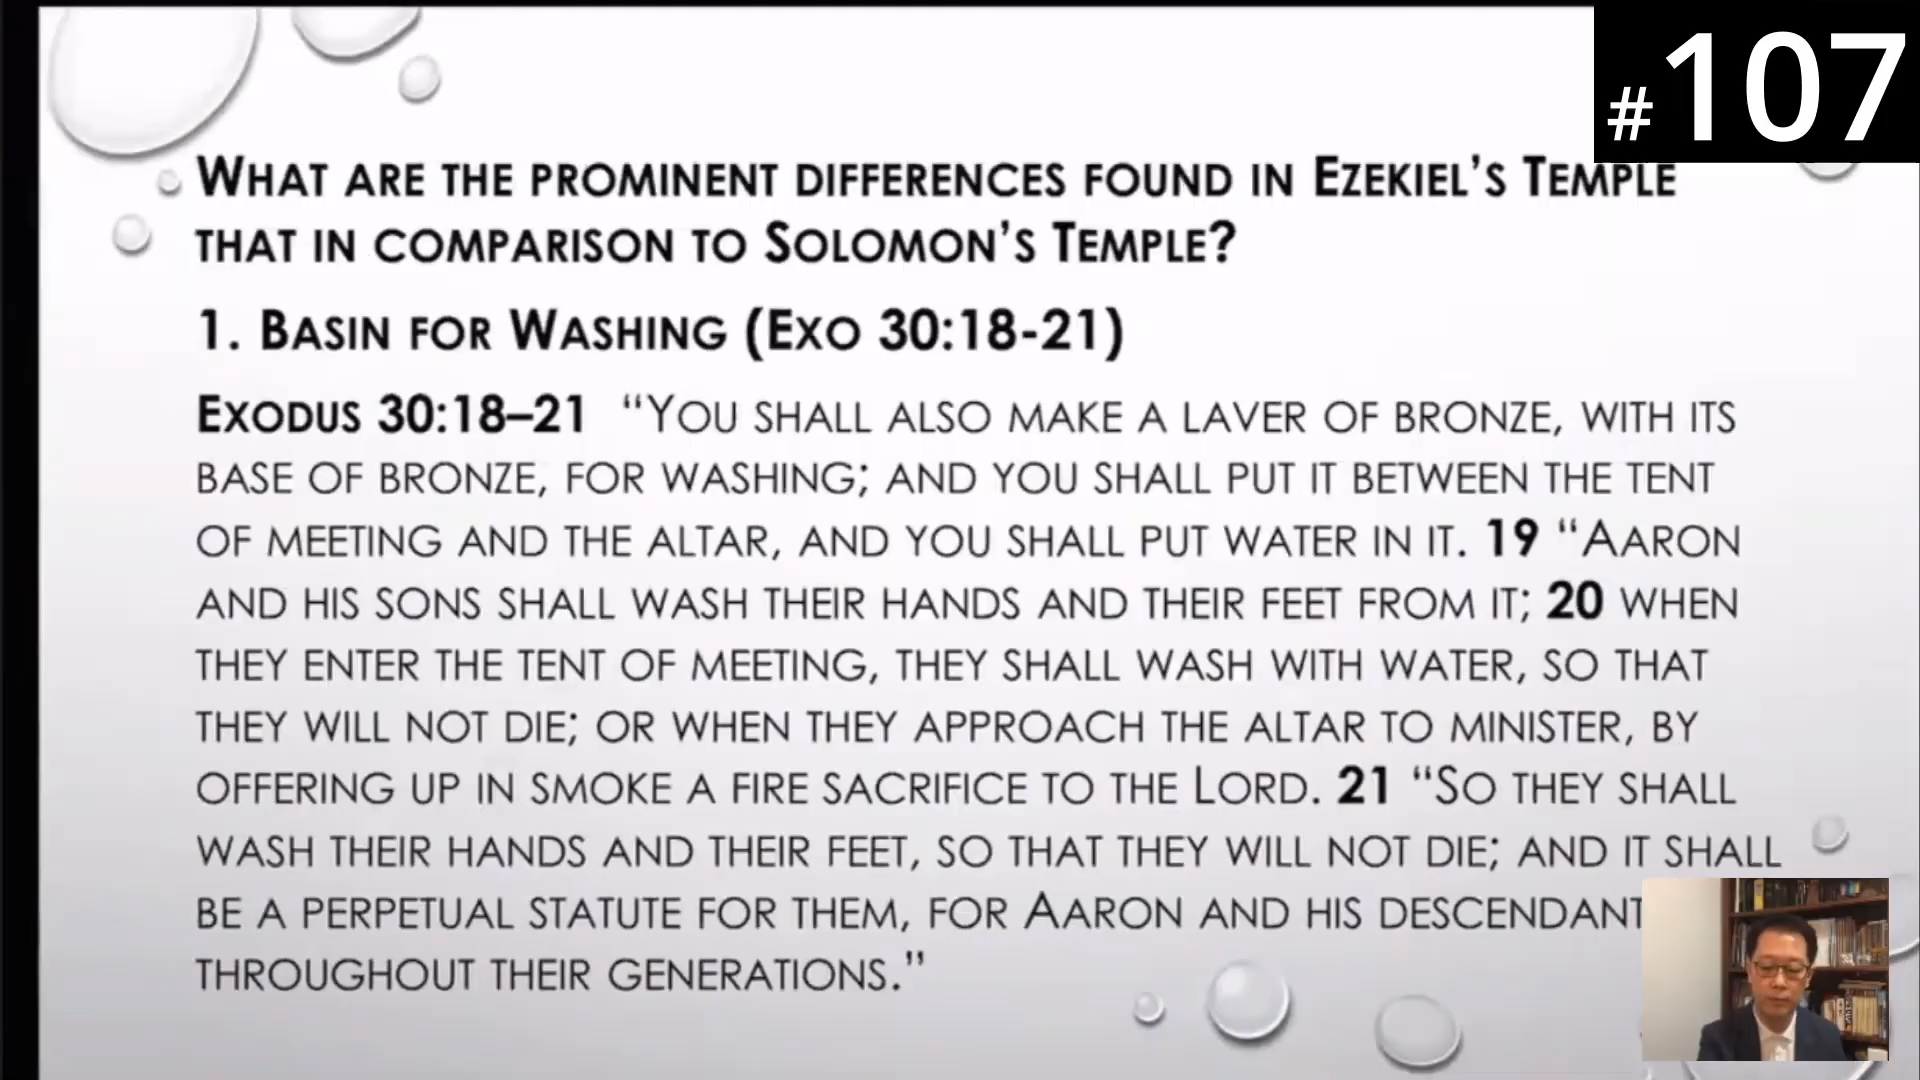 #107
What are the prominent differences found in Ezekiel's Temple
that in comparison to Solomon's Temple?
1. Basin for Washing (Exo 30:18-21)
Exodus 30:18–21 “You shall also make a laver of bronze, with its
base of bronze, for washing; and you shall put it between the tent
of meeting and the altar, and you shall put water in it. 19 “Aaron
and his sons shall wash their hands and their feet from it; 20 when
they enter the tent of meeting, they shall wash with water, so that
they will not die; or when they approach the altar to minister, by
offering up in smoke a fire sacrifice to the Lord. 21 “So they shall
wash their hands and their feet, so that they will not die; and it shall
be a perpetual statute for them, for Aaron and his descendant
throughout their generations.”